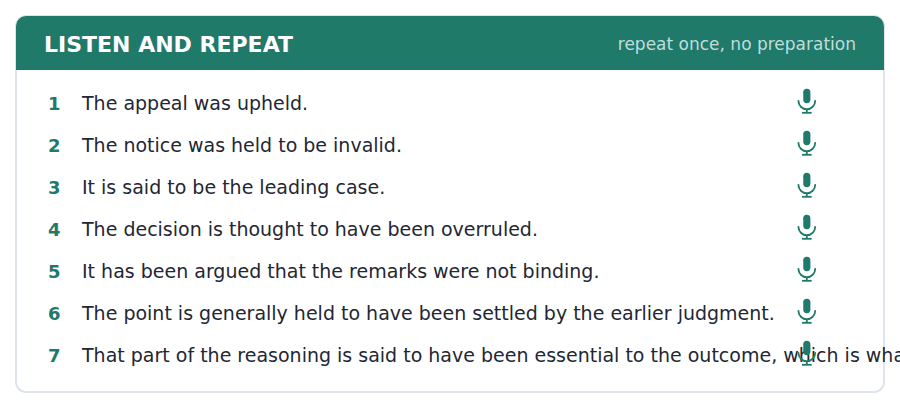 LISTEN AND REPEAT
repeat once, no preparation
1 The appeal was upheld.
2 The notice was held to be invalid.
3 It is said to be the leading case.
4 The decision is thought to have been overruled.
5 It has been argued that the remarks were not binding.
6 The point is generally held to have been settled by the earlier judgment.
7 That part of the reasoning is said to have been essential to the outcome, which is